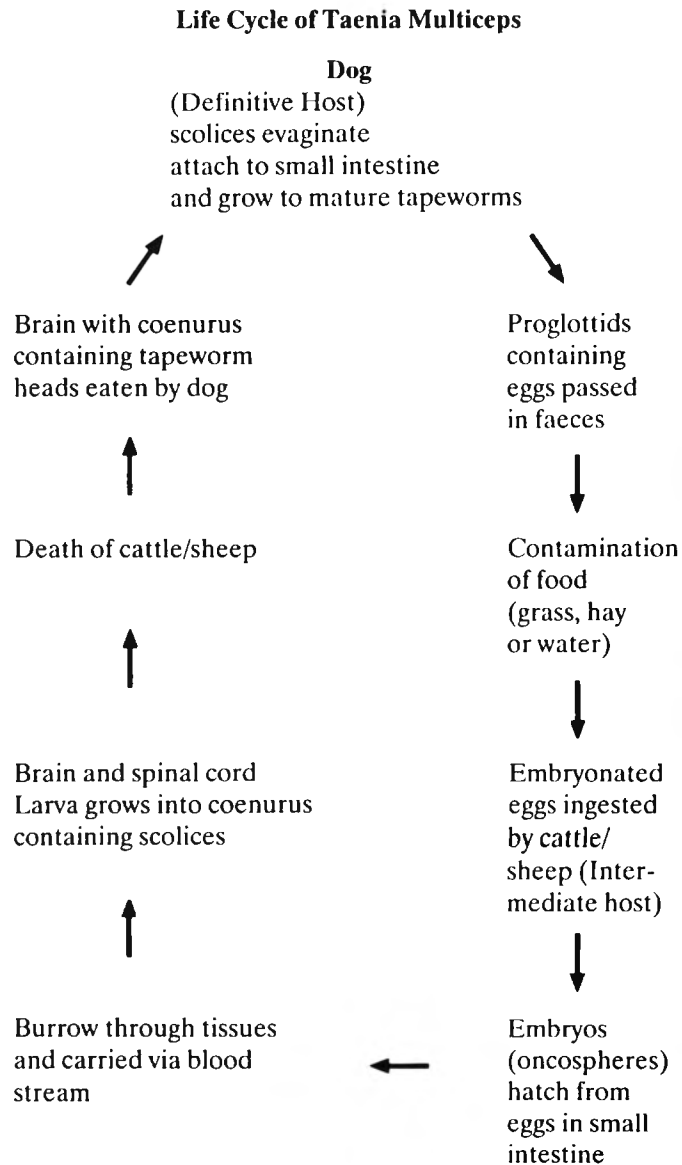 Life Cycle of Taenia Multiceps
Dog
(Definitive Host)
scolices evaginate
attach to small intestine
and grow to mature tapeworms
Proglottids
containing
eggs passed
in faeces
Contamination
of food
(grass, hay
or water)
Embryonated
eggs ingested
by cattle/
sheep (Inter-
mediate host)
Embryos
(oncospheres)
hatch from
eggs in small
intestine
Burrow through tissues
and carried via blood
stream
Brain and spinal cord
Larva grows into coenurus
containing scolices
Death of cattle/sheep
Brain with coenurus
containing tapeworm
heads eaten by dog